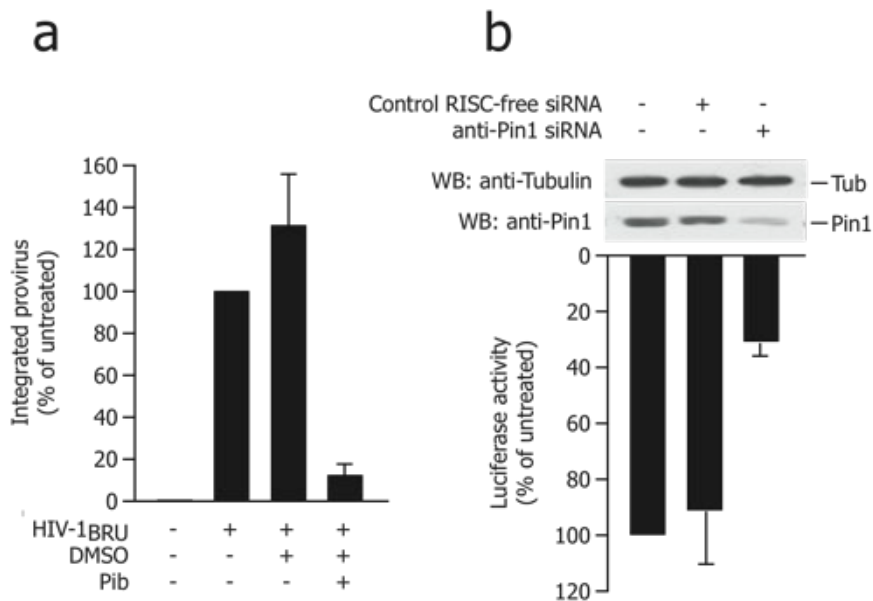 a
Integrated provirus
(% of untreated)
160
140
120
100
80
60
40
20
0
HIV-1BRU - + + +
DMSO - - + +
Pib - - - +
b
Control RISC-free siRNA - + -
anti-Pin1 siRNA - - +
WB: anti-Tubulin Tub
WB: anti-Pin1 Pin1
Luciferase activity
(% of untreated)
0
20
40
60
80
100
120